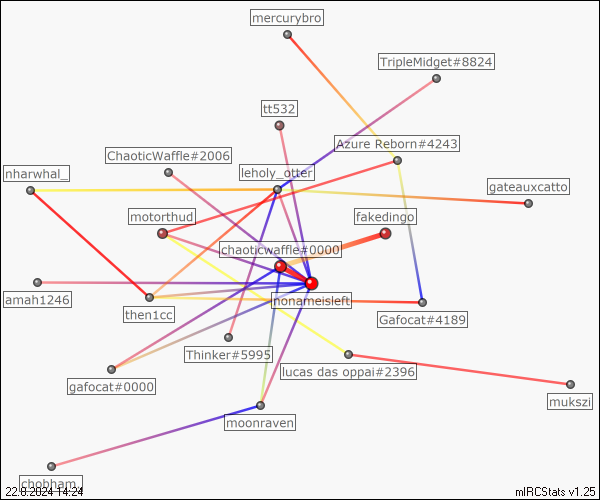 mercurybro
TripleMidget#8824
tt532
Azure Reborn#4243
ChaoticWaffle#2006
nharwhal_
leholy_otter
gateauxcatto
motorthud
fakedingo
chaoticwaffle#0000
amah1246
nonameisleft
then1cc
Gafocat#4189
Thinker#5995
lucas das oppai#2396
gafocat#0000
mukszi
moonraven
chobham_
22.6.2024 14:24
mIRCStats v1.25